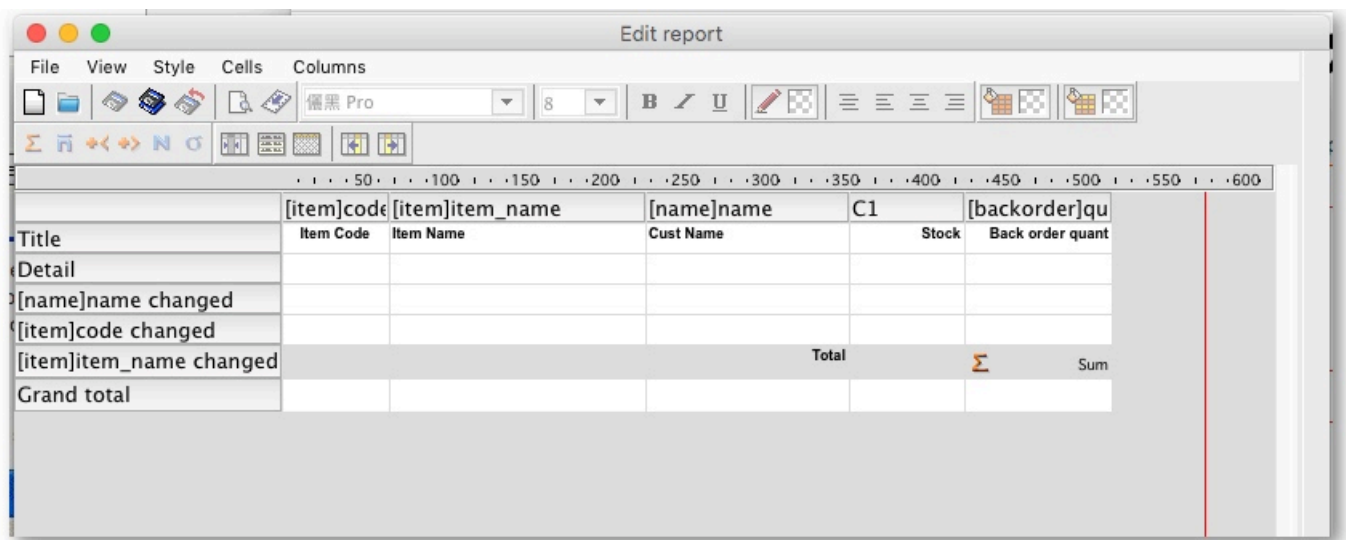 Edit report
File View Style Cells Columns
儷黑 Pro 8 B I U
Σ n N σ
50 100 150 200 250 300 350 400 450 500 550 600
[item]code [item]item_name [name]name C1 [backorder]qu
Title Item Code Item Name Cust Name Stock Back order quant
Detail
[name]name changed
[item]code changed
[item]item_name changed Total Σ Sum
Grand total